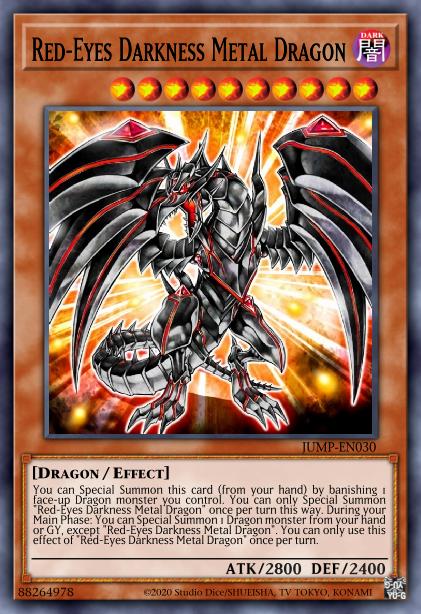 Red-Eyes Darkness Metal Dragon
DARK
闇
JUMP-EN030
[Dragon / Effect]
You can Special Summon this card (from your hand) by banishing 1
face-up Dragon monster you control. You can only Special Summon
"Red-Eyes Darkness Metal Dragon" once per turn this way. During your
Main Phase: You can Special Summon 1 Dragon monster from your hand
or GY, except "Red-Eyes Darkness Metal Dragon". You can only use this
effect of "Red-Eyes Darkness Metal Dragon" once per turn.
ATK/2800 DEF/2400
88264978
©2020 Studio Dice/SHUEISHA, TV TOKYO, KONAMI